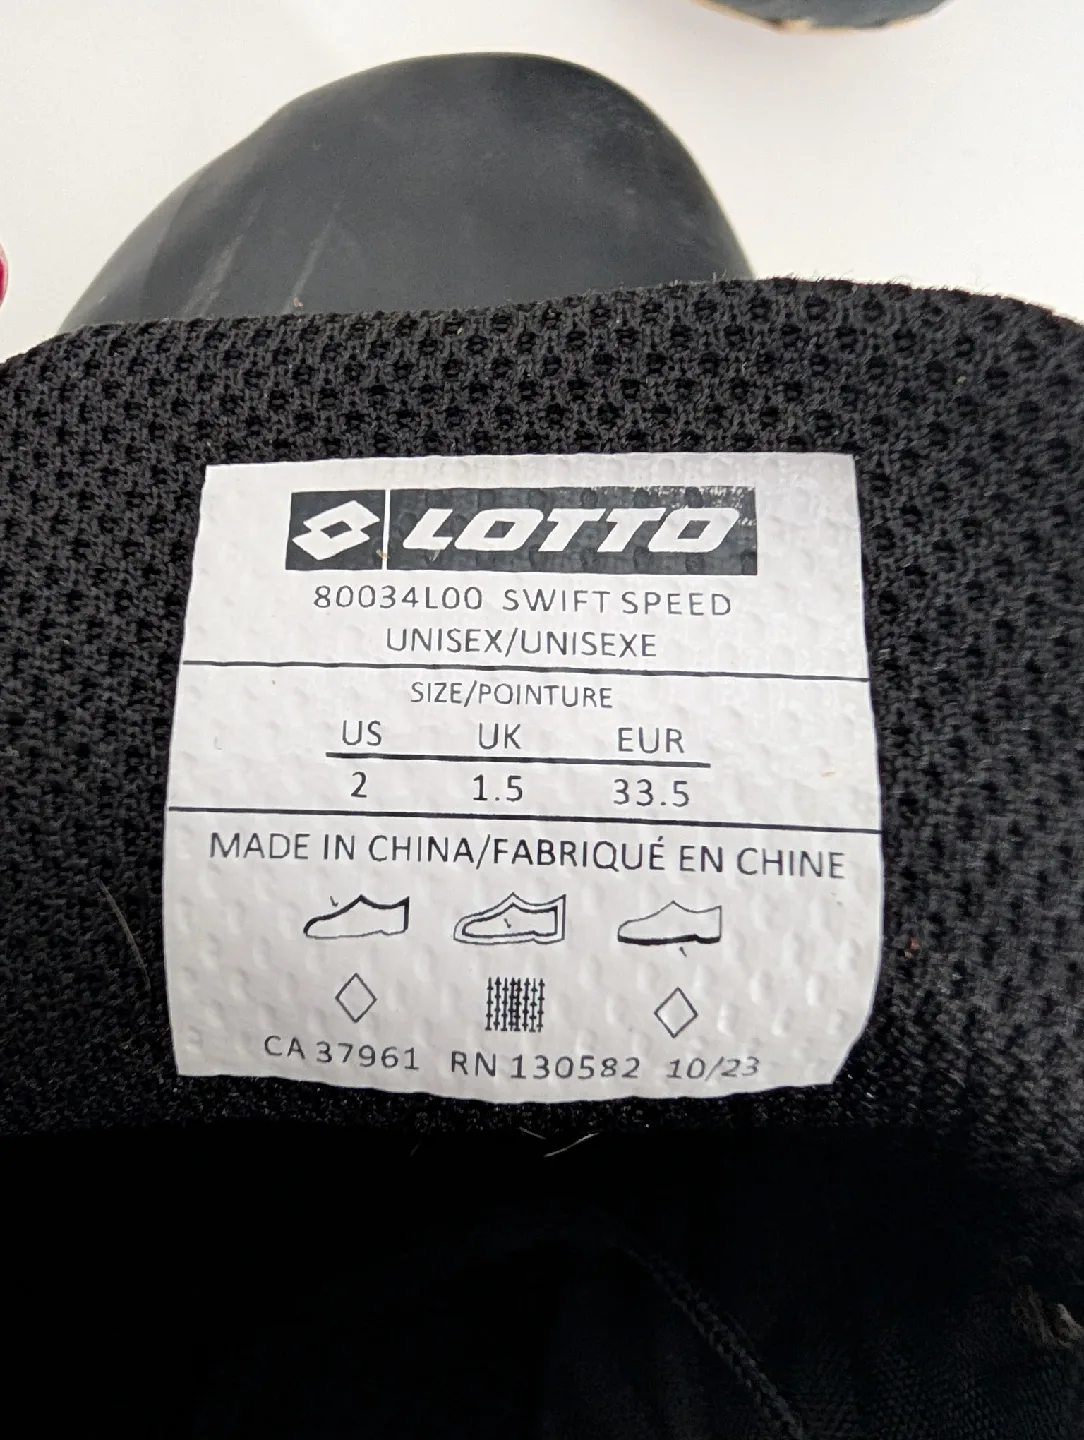 LOTTO
80034L00 SWIFT SPEED
UNISEX/UNISEXE
SIZE/POINTURE
US UK EUR
2 1.5 33.5
MADE IN CHINA/FABRIQUÉ EN CHINE
CA 37961 RN 130582 10/23